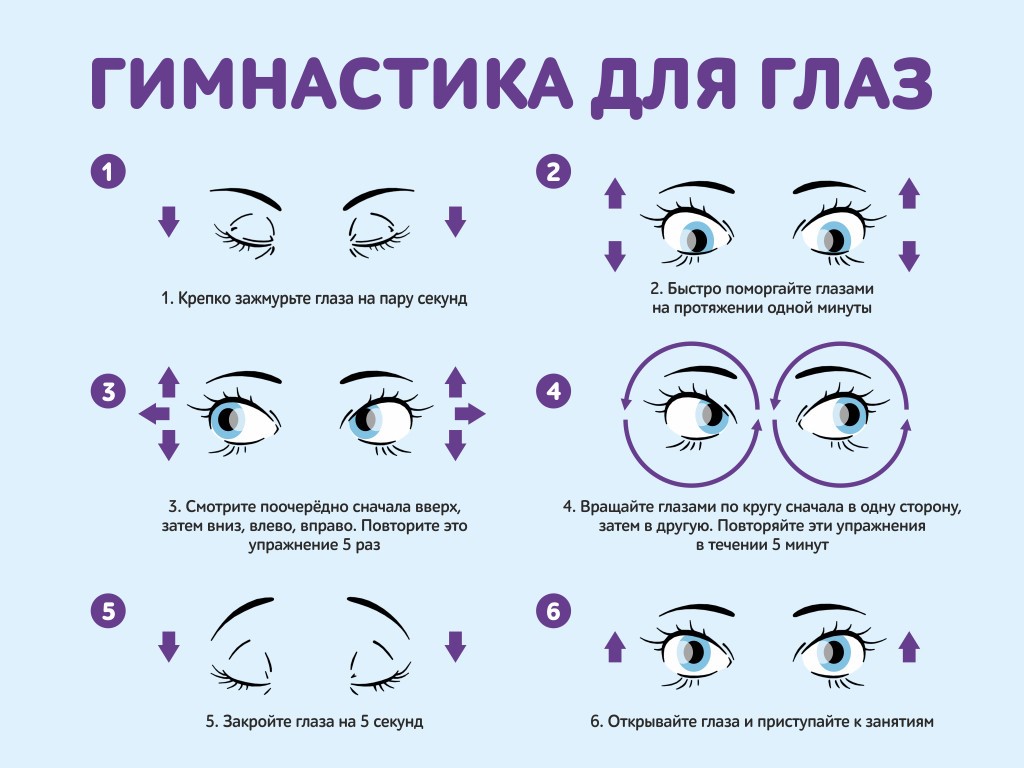 ГИМНАСТИКА ДЛЯ ГЛАЗ
1
2
1. Крепко зажмурьте глаза на пару секунд
2. Быстро поморгайте глазами
на протяжении одной минуты
3
4
3. Смотрите поочерёдно сначала вверх,
затем вниз, влево, вправо. Повторите это
упражнение 5 раз
4. Вращайте глазами по кругу сначала в одну сторону,
затем в другую. Повторяйте эти упражнения
в течении 5 минут
5
6
5. Закройте глаза на 5 секунд
6. Открывайте глаза и приступайте к занятиям